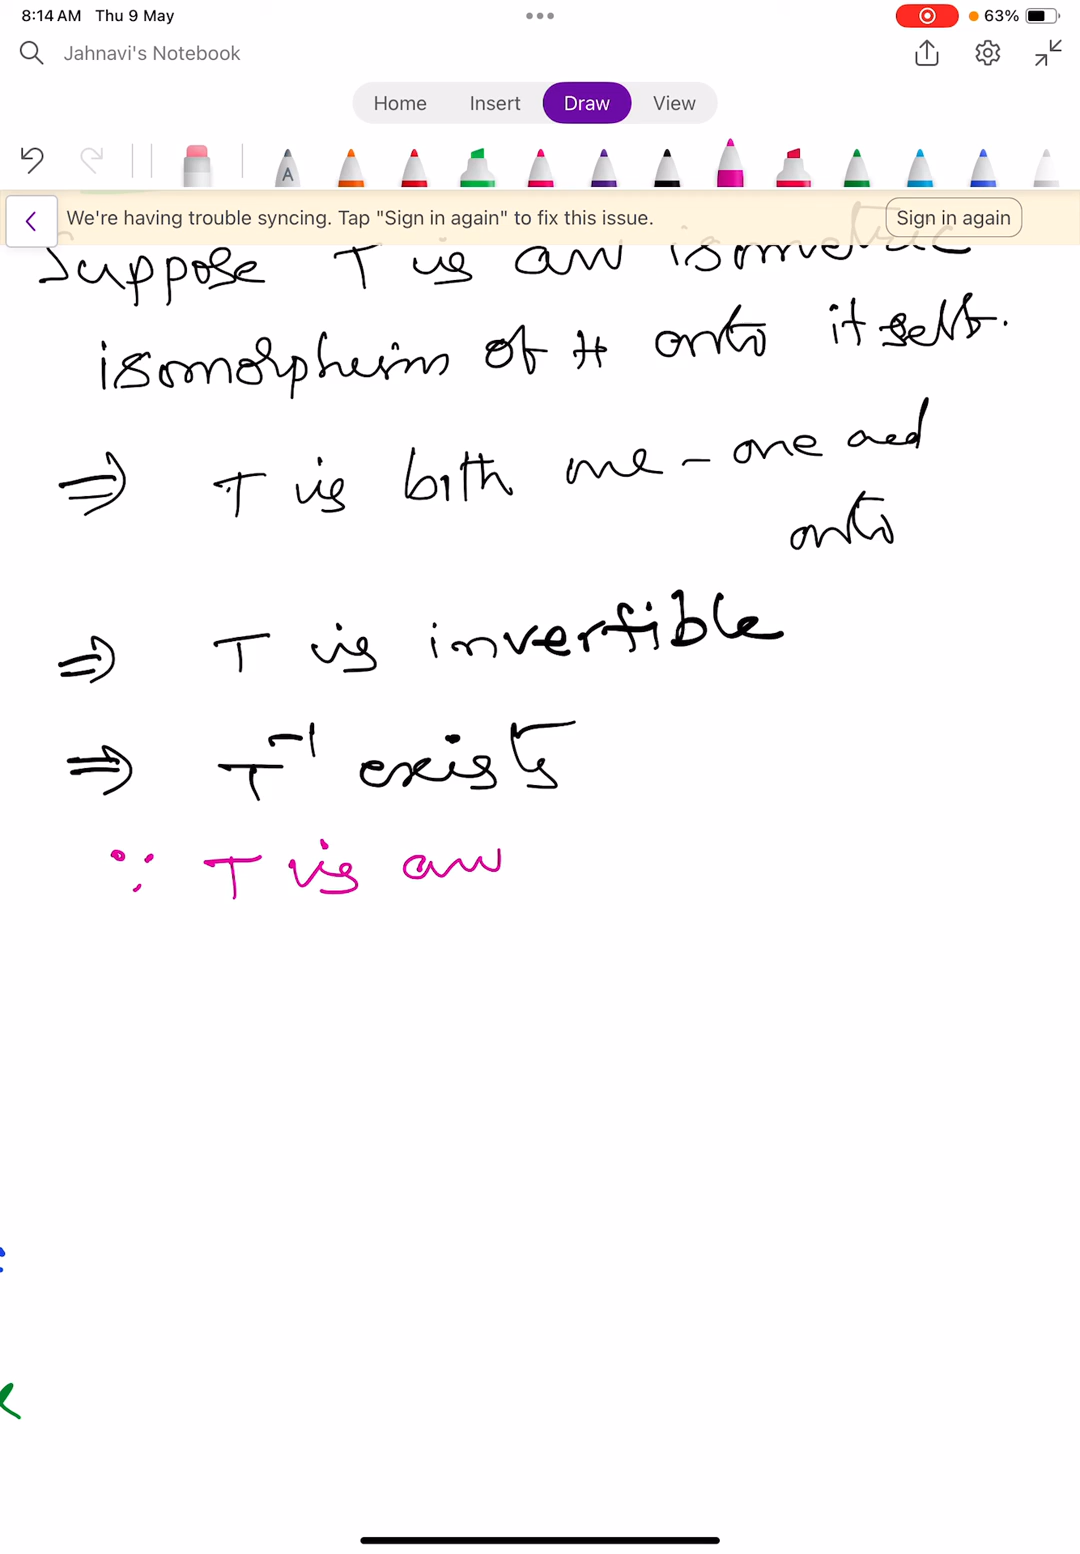 8:14 AM Thu 9 May
63%
Jahnavi's Notebook
Home Insert Draw View
A
We're having trouble syncing. Tap "Sign in again" to fix this issue. Sign in again
Suppose T is an isometric
isomorphism of H onto itself.
⇒ T is both one-one and
onto
⇒ T is invertible
⇒ T⁻¹ exists
∵ T is an